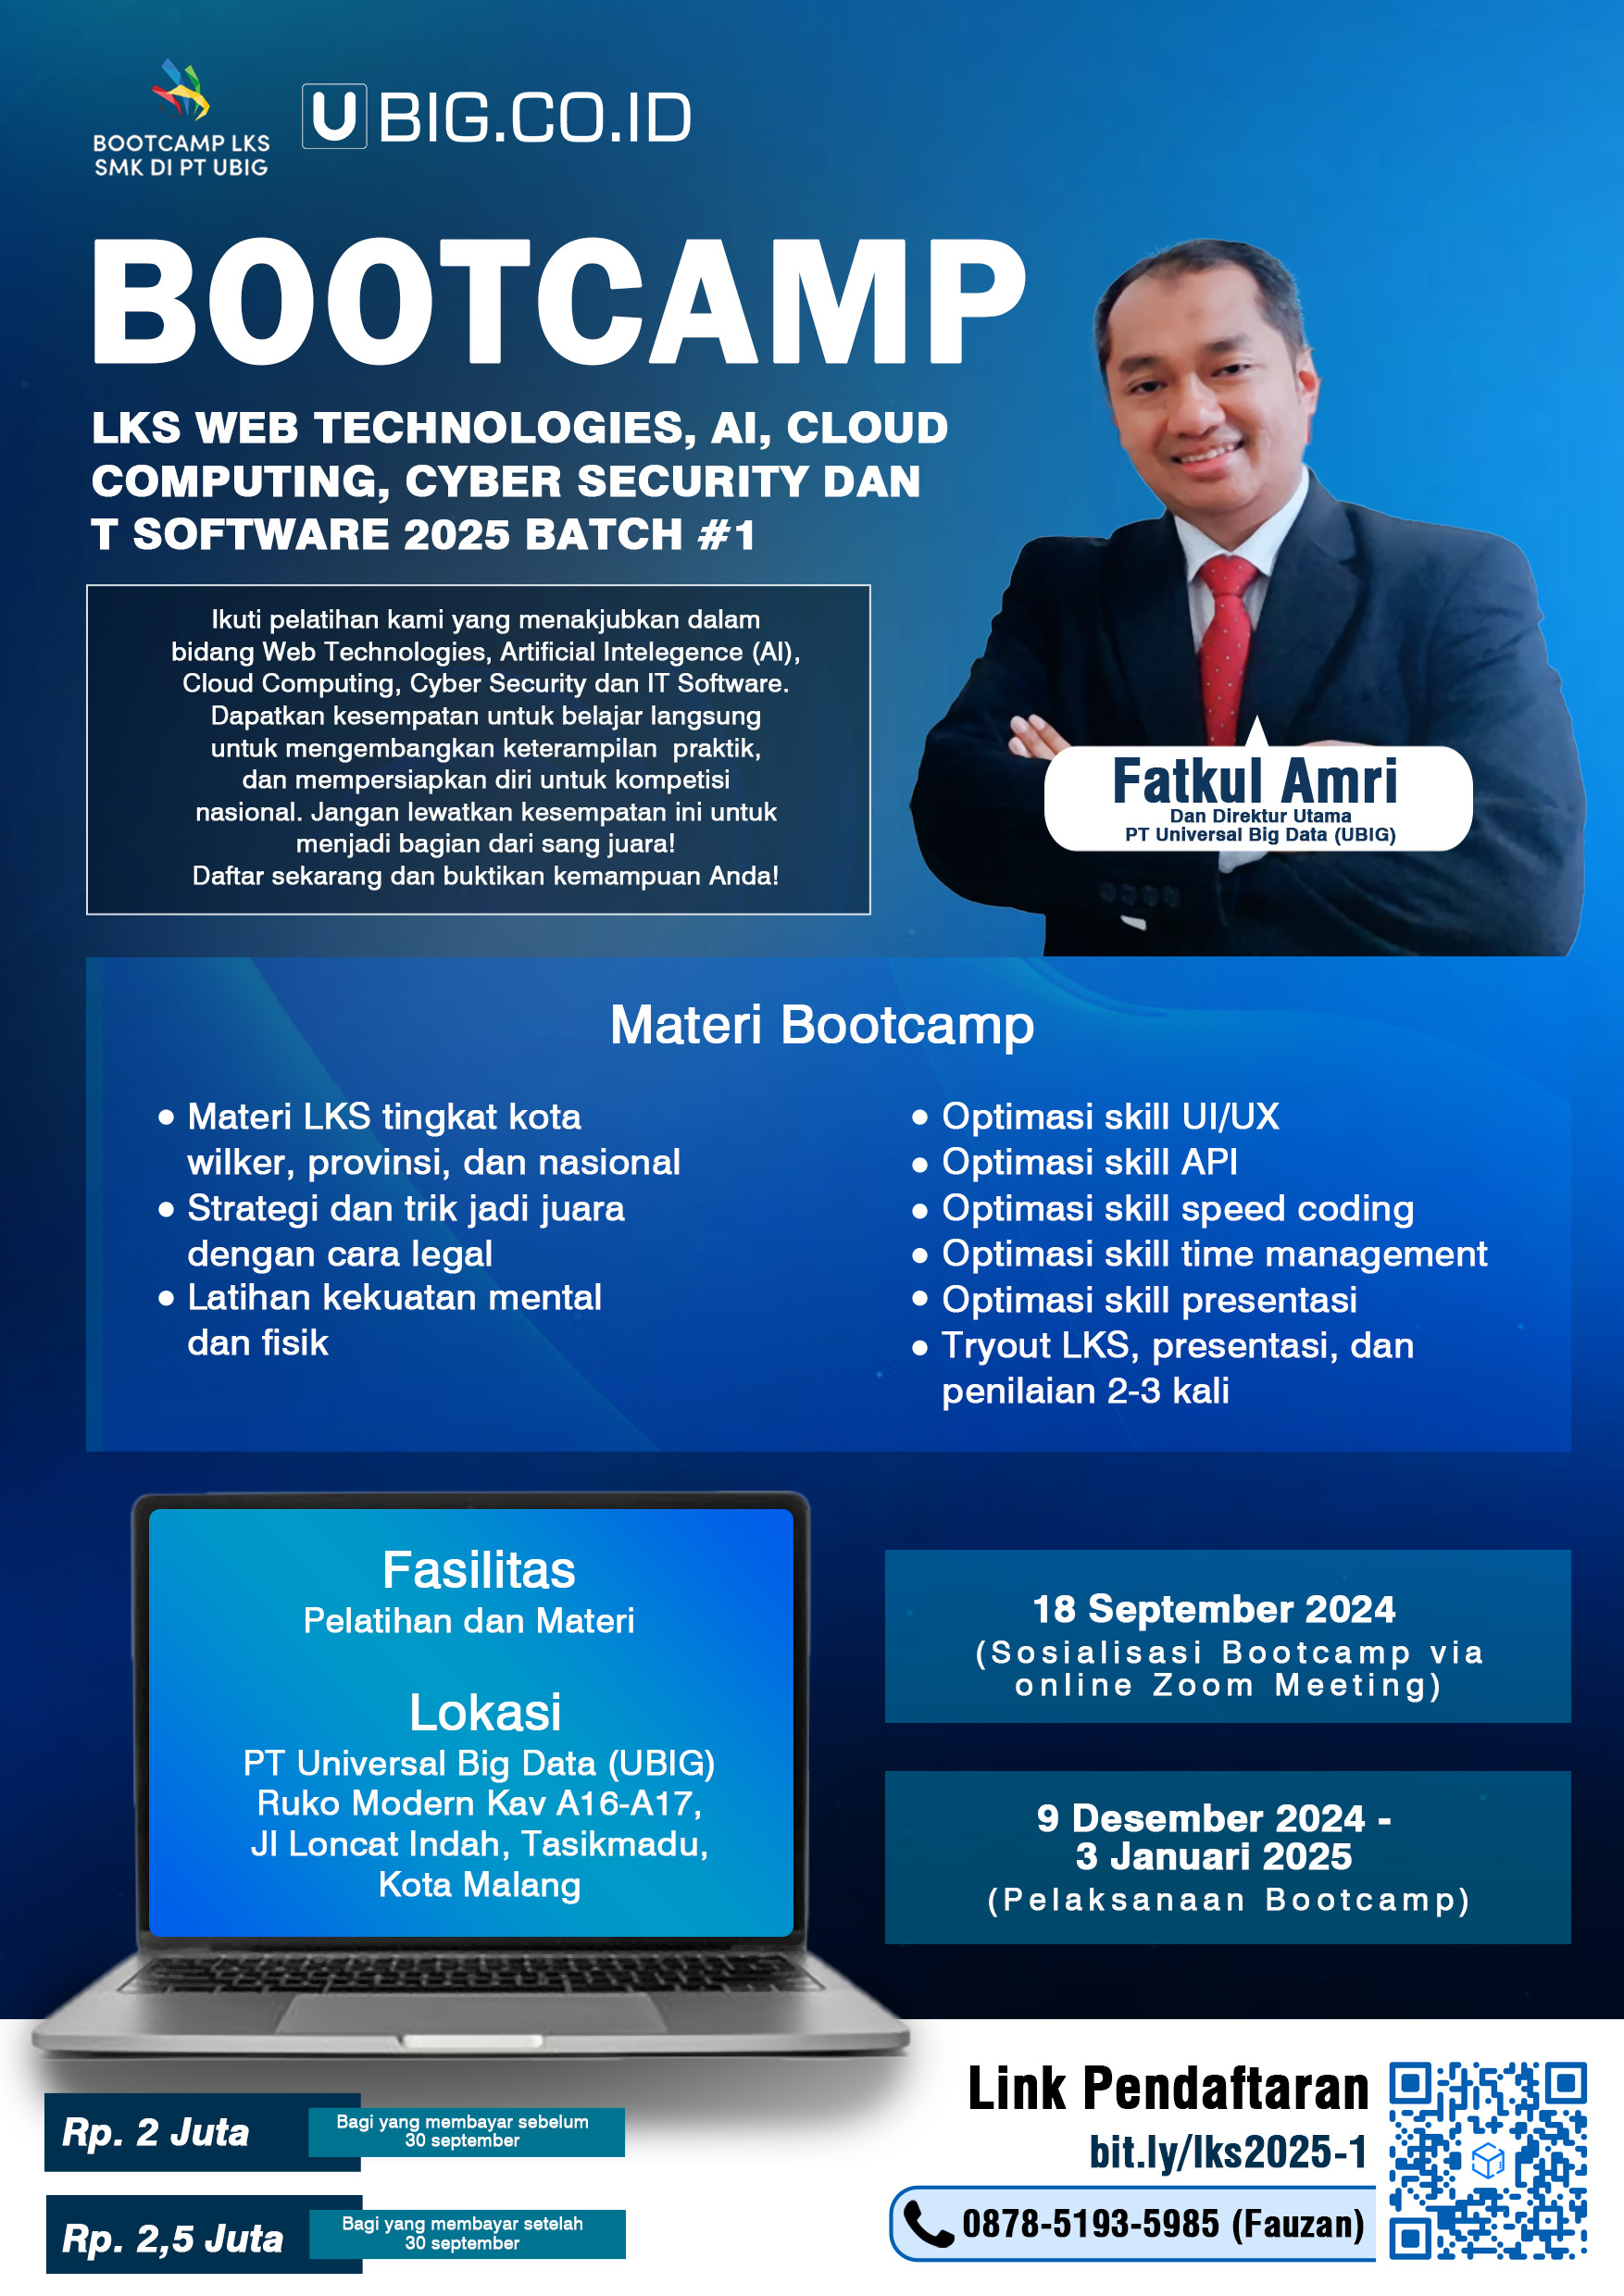 BOOTCAMP LKS
SMK DI PT UBIG
UBIG.CO.ID
BOOTCAMP
LKS WEB TECHNOLOGIES, AI, CLOUD
COMPUTING, CYBER SECURITY DAN
T SOFTWARE 2025 BATCH #1
Ikuti pelatihan kami yang menakjubkan dalam
bidang Web Technologies, Artificial Intelegence (AI),
Cloud Computing, Cyber Security dan IT Software.
Dapatkan kesempatan untuk belajar langsung
untuk mengembangkan keterampilan praktik,
dan mempersiapkan diri untuk kompetisi
nasional. Jangan lewatkan kesempatan ini untuk
menjadi bagian dari sang juara!
Daftar sekarang dan buktikan kemampuan Anda!
Fatkul Amri
Dan Direktur Utama
PT Universal Big Data (UBIG)
Materi Bootcamp
• Materi LKS tingkat kota
wilker, provinsi, dan nasional
• Strategi dan trik jadi juara
dengan cara legal
• Latihan kekuatan mental
dan fisik
• Optimasi skill UI/UX
• Optimasi skill API
• Optimasi skill speed coding
• Optimasi skill time management
• Optimasi skill presentasi
• Tryout LKS, presentasi, dan
penilaian 2-3 kali
Fasilitas
Pelatihan dan Materi
Lokasi
PT Universal Big Data (UBIG)
Ruko Modern Kav A16-A17,
Jl Loncat Indah, Tasikmadu,
Kota Malang
18 September 2024
(Sosialisasi Bootcamp via
online Zoom Meeting)
9 Desember 2024 -
3 Januari 2025
(Pelaksanaan Bootcamp)
Rp. 2 Juta
Bagi yang membayar sebelum
30 september
Rp. 2,5 Juta
Bagi yang membayar setelah
30 september
Link Pendaftaran
bit.ly/lks2025-1
0878-5193-5985 (Fauzan)